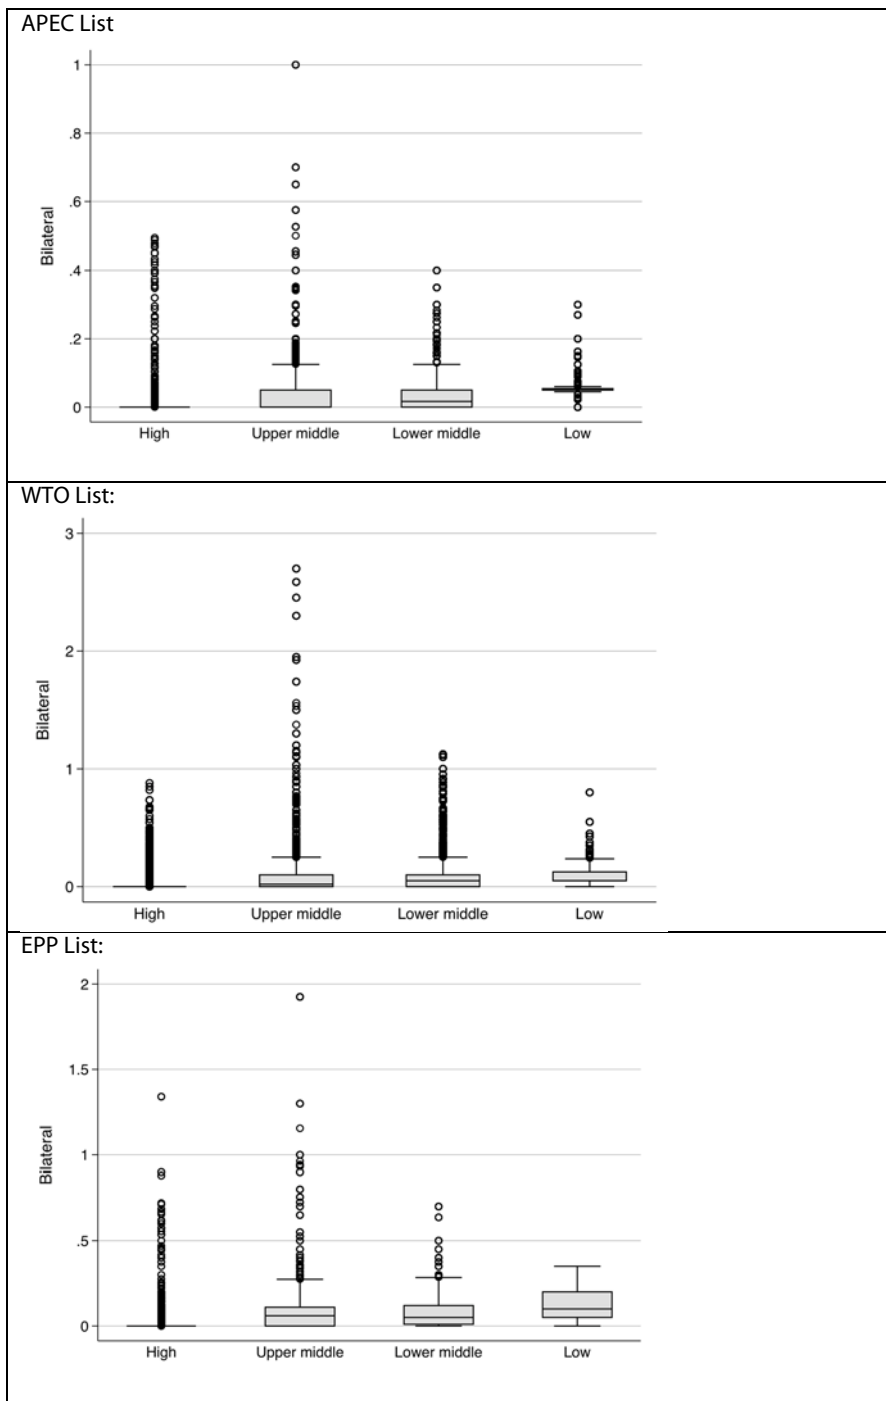 APEC List
1
.8
.6
.4
.2
0
Bilateral
High Upper middle Lower middle Low
WTO List:
3
2
1
0
Bilateral
High Upper middle Lower middle Low
EPP List:
2
1.5
1
.5
0
Bilateral
High Upper middle Lower middle Low